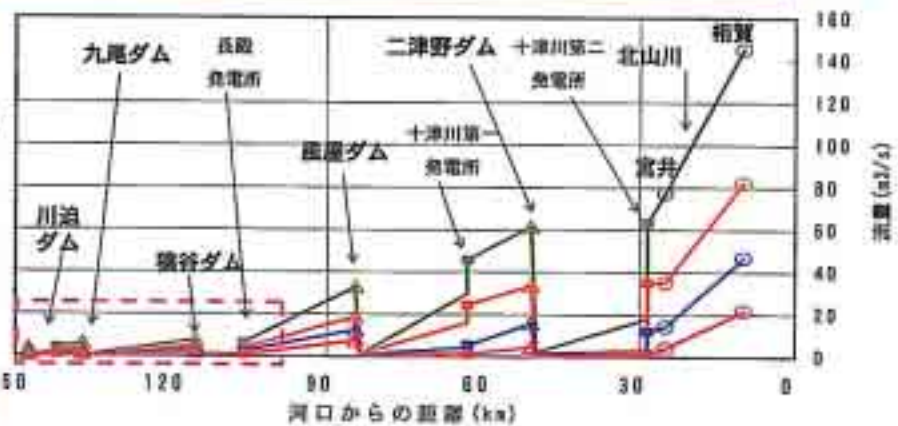 九尾ダム
長殿
発電所
二津野ダム
十津川第二
発電所
北山川
相賀
風屋ダム
十津川第一
発電所
宮井
川迫
ダム
猿谷ダム
160
140
120
100
80
60
40
20
0
流量(m3/s)
60
120
90
60
30
0
河口からの距離(km)